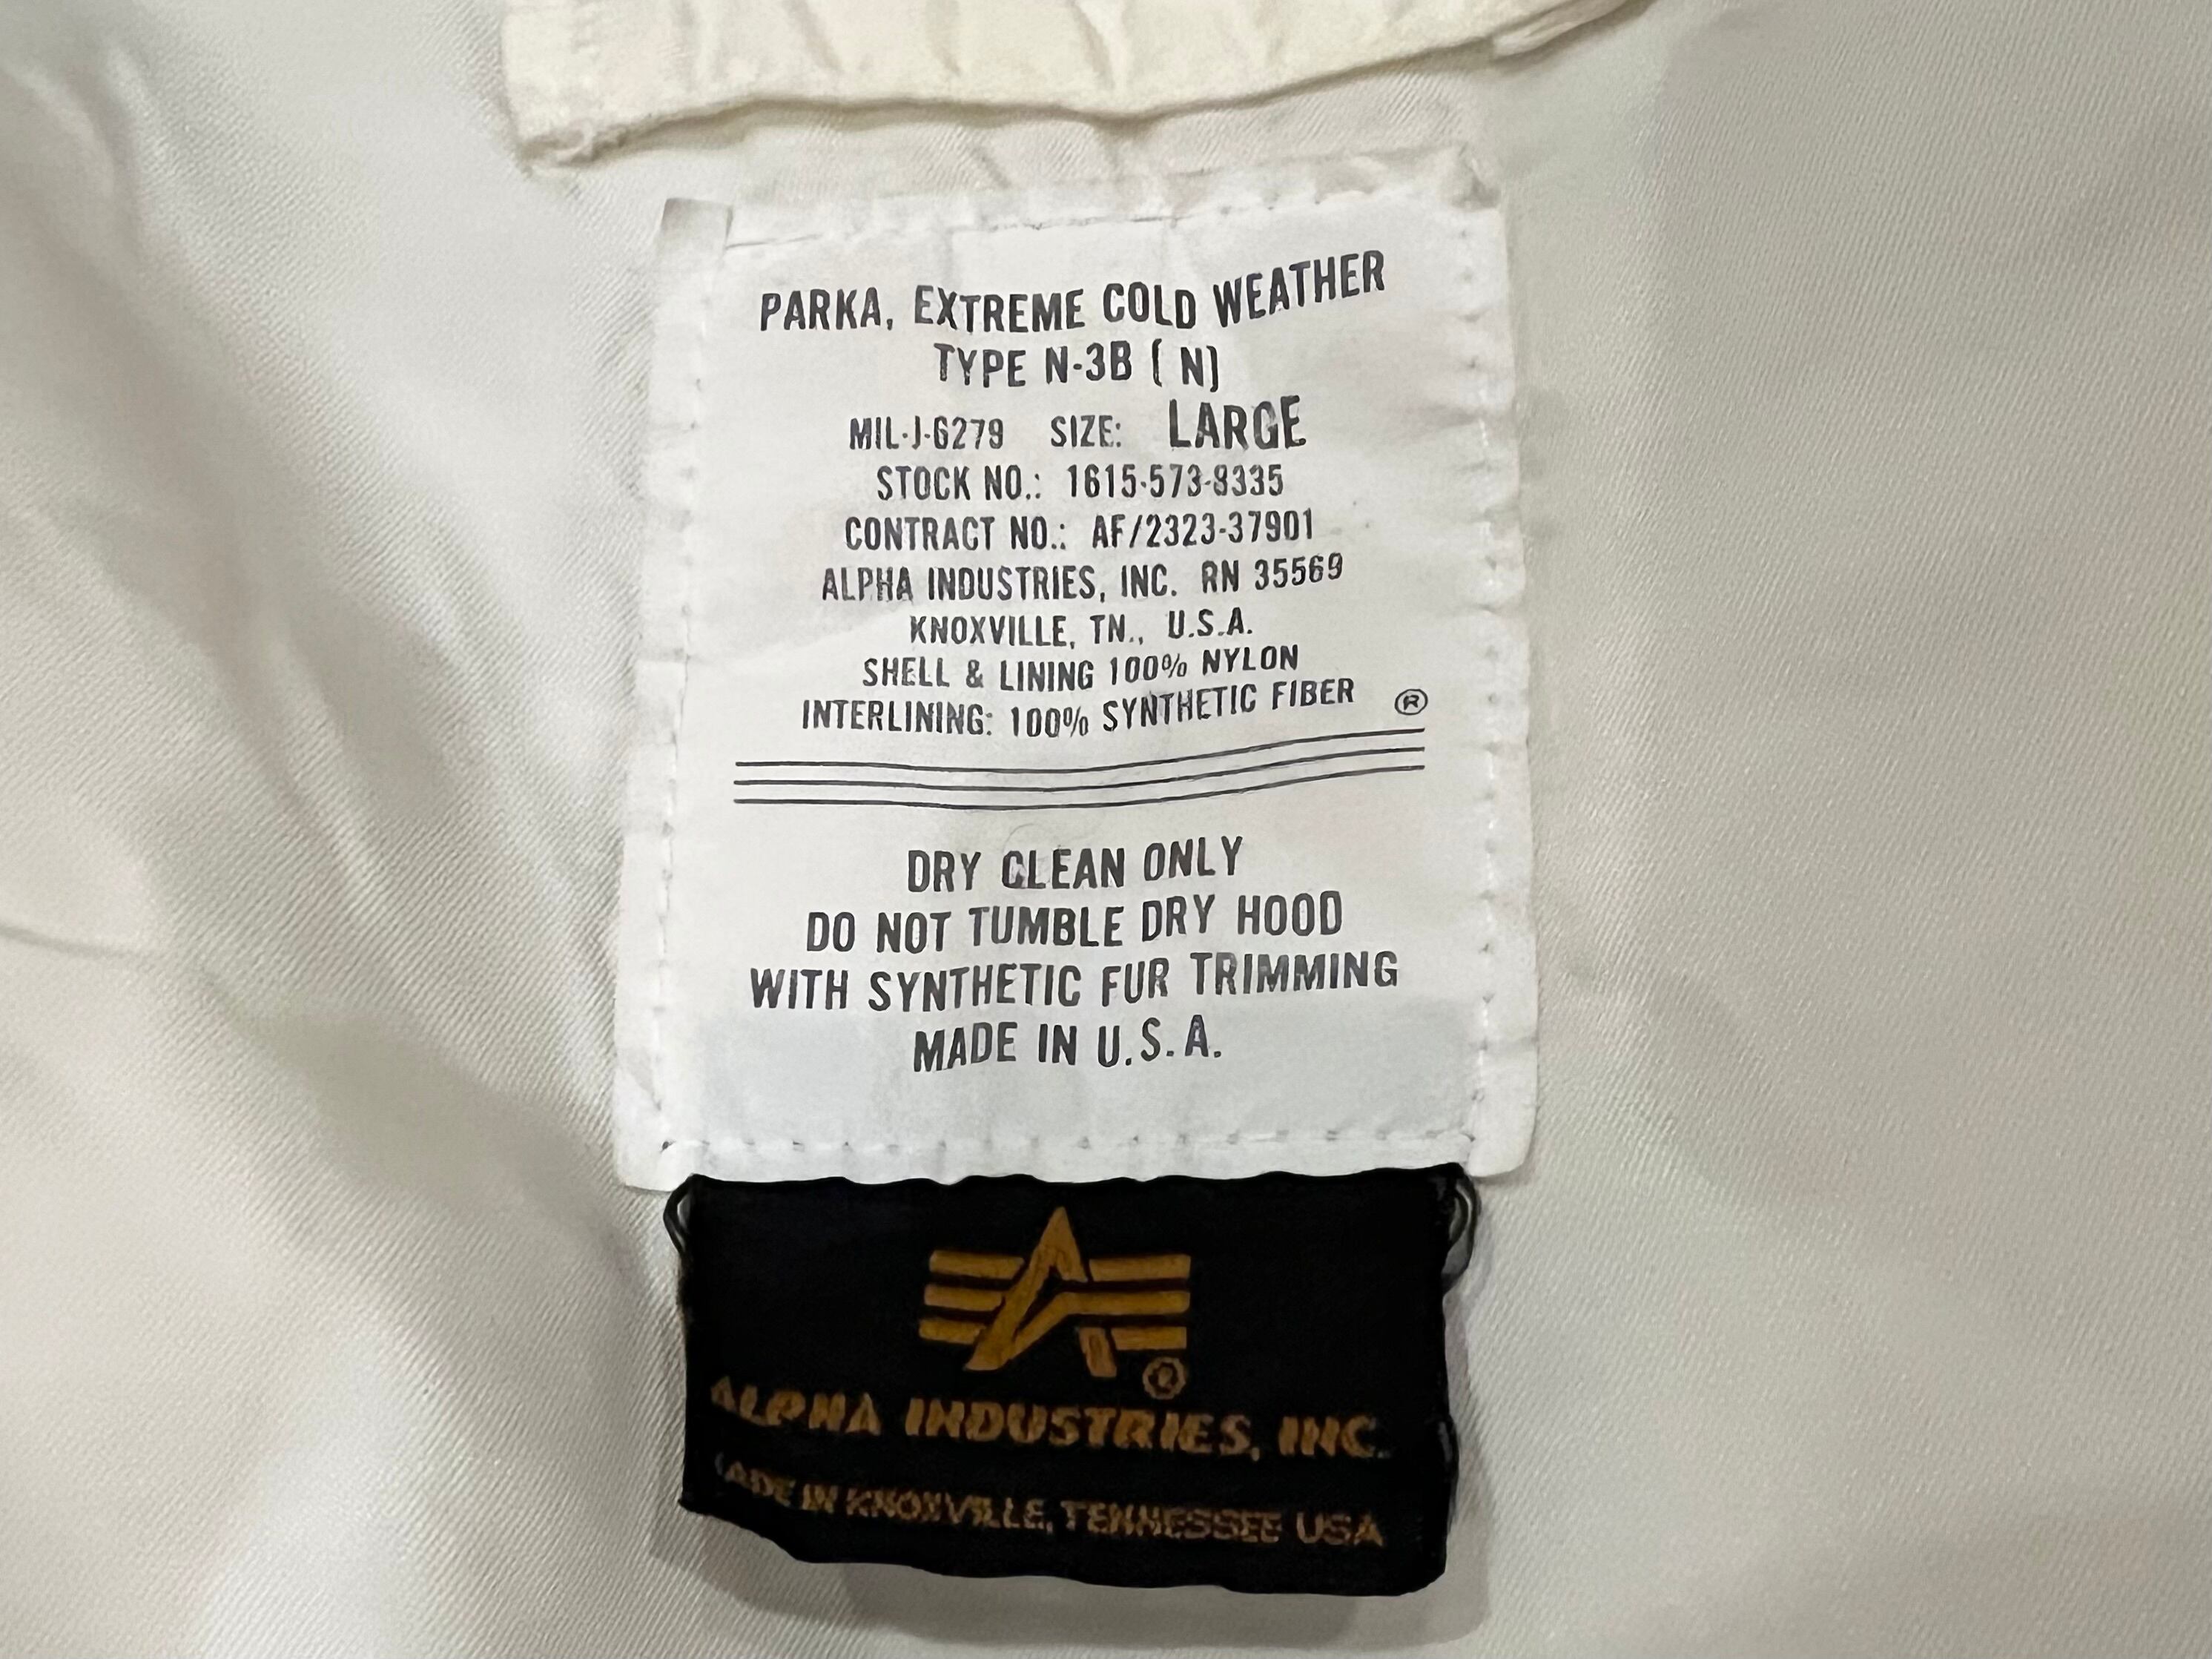 PARKA, EXTREME COLD WEATHER
TYPE N-3B ( N)
MIL-J-6279 SIZE: LARGE
STOCK NO.: 1615-573-8335
CONTRACT NO.: AF/2323-37901
ALPHA INDUSTRIES, INC. RN 35569
KNOXVILLE, TN., U.S.A.
SHELL & LINING 100% NYLON
INTERLINING: 100% SYNTHETIC FIBER ®
DRY CLEAN ONLY
DO NOT TUMBLE DRY HOOD
WITH SYNTHETIC FUR TRIMMING
MADE IN U.S.A.
®
ALPHA INDUSTRIES, INC.
MADE IN KNOXVILLE, TENNESSEE USA